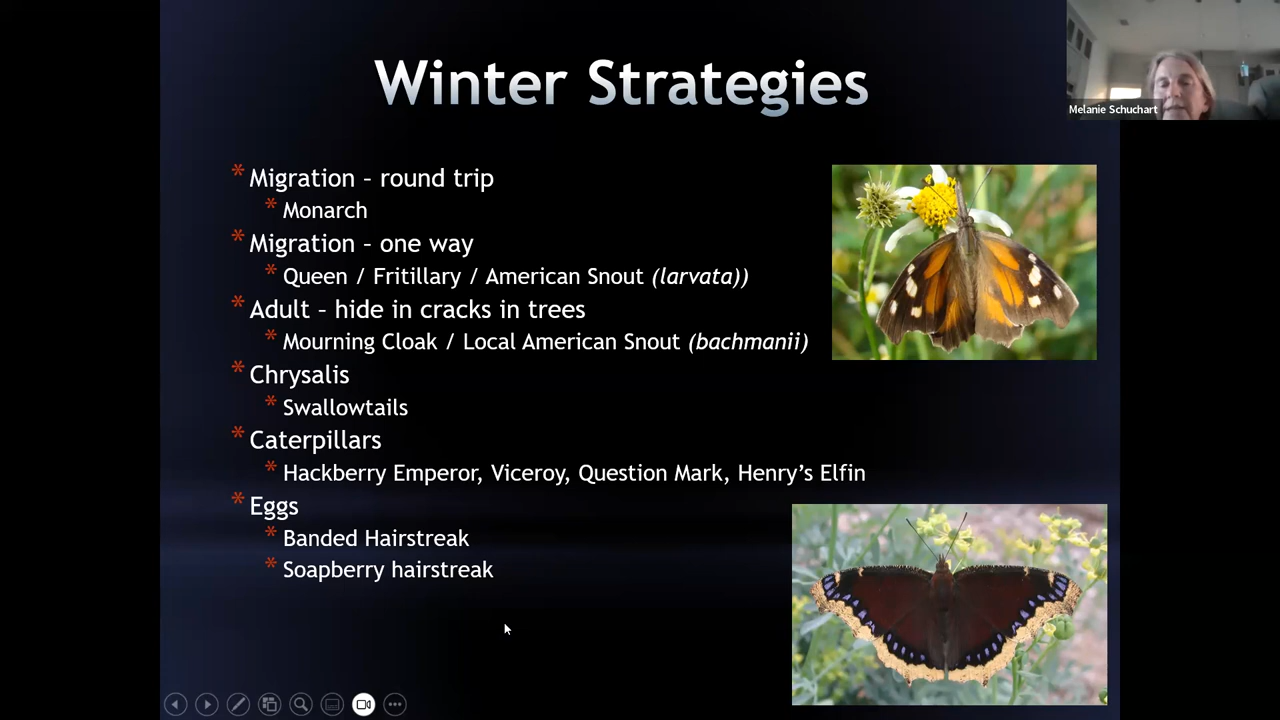 Winter Strategies
Melanie Schuchart
* Migration – round trip
* Monarch
* Migration – one way
* Queen / Fritillary / American Snout (larvata))
* Adult – hide in cracks in trees
* Mourning Cloak / Local American Snout (bachmanii)
* Chrysalis
* Swallowtails
* Caterpillars
* Hackberry Emperor, Viceroy, Question Mark, Henry’s Elfin
* Eggs
* Banded Hairstreak
* Soapberry hairstreak